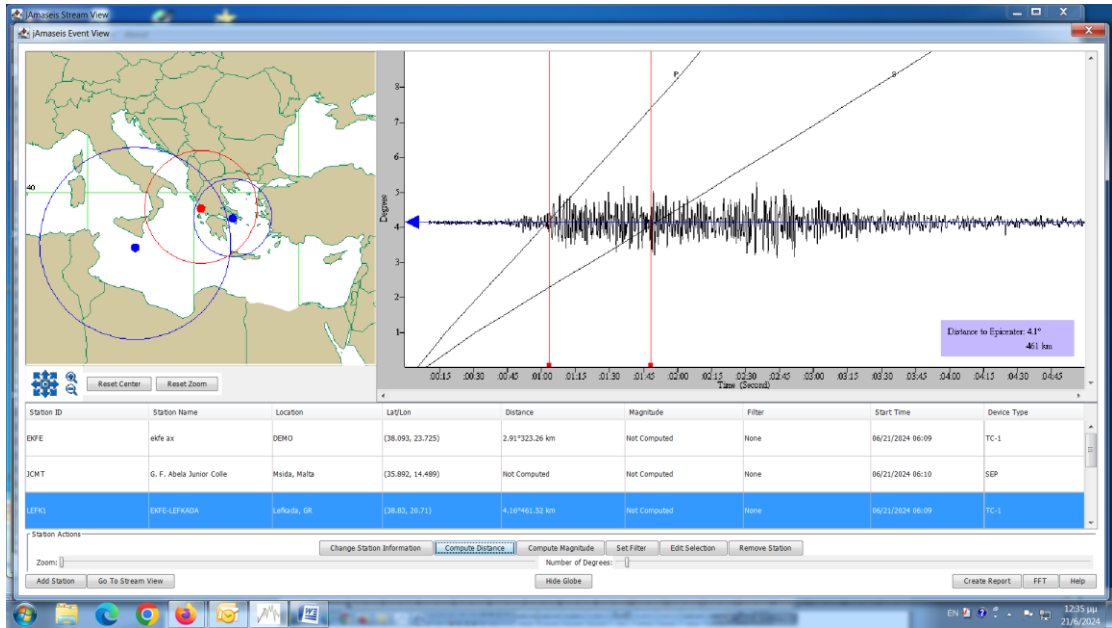 jAmaseis Stream View
jAmaseis Event View
40
P
S
8
7
6
5
4
3
2
1
Degrees
Distance to Epicenter: 4.1°
461 km
:00:15 :00:30 :00:45 :01:00 :01:15 :01:30 :01:45 :02:00 :02:15 :02:30 :02:45 :03:00 :03:15 :03:30 :03:45 :04:00 :04:15 :04:30 :04:45
Time (Second)
Reset Center Reset Zoom
Station ID Station Name Location Lat/Lon Distance Magnitude Filter Start Time Device Type
EKFE ekfe ax DEMO (38.093, 23.725) 2.91°323.26 km Not Computed None 06/21/2024 06:09 TC-1
JCMT G. F. Abela Junior Colle Msida, Malta (35.892, 14.489) Not Computed Not Computed None 06/21/2024 06:10 SEP
LEFK1 EKFE-LEFKADA Lefkada, GR (38.83, 20.71) 4.16°461.52 km Not Computed None 06/21/2024 06:09 TC-1
Station Actions
Change Station Information Compute Distance Compute Magnitude Set Filter Edit Selection Remove Station
Zoom: Number of Degrees:
Add Station Go To Stream View Hide Globe Create Report FFT Help
EN 12:35 μμ
21/6/2024